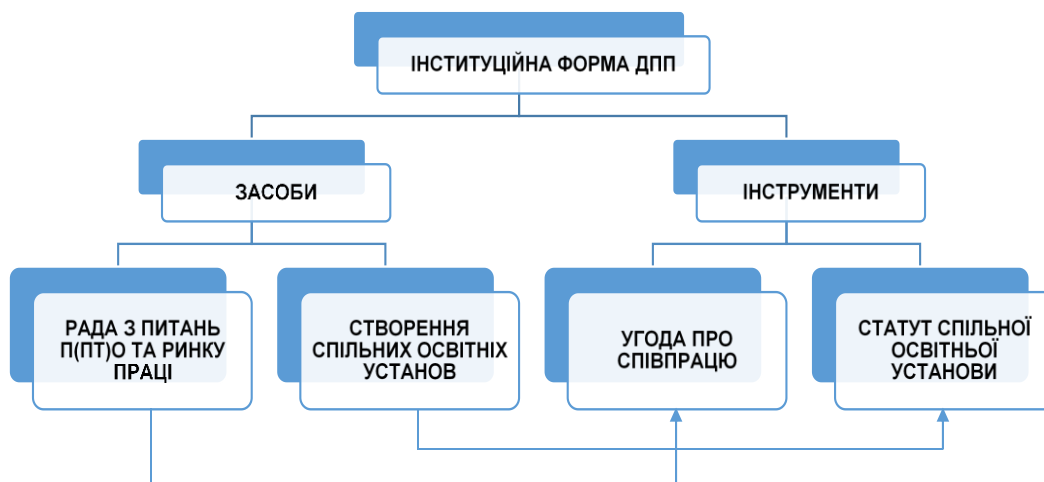 ІНСТИТУЦІЙНА ФОРМА ДПП
ЗАСОБИ
ІНСТРУМЕНТИ
РАДА З ПИТАНЬ
П(ПТ)О ТА РИНКУ
ПРАЦІ
СТВОРЕННЯ
СПІЛЬНИХ ОСВІТНІХ
УСТАНОВ
УГОДА ПРО
СПІВПРАЦЮ
СТАТУТ СПІЛЬНОЇ
ОСВІТНЬОЇ
УСТАНОВИ